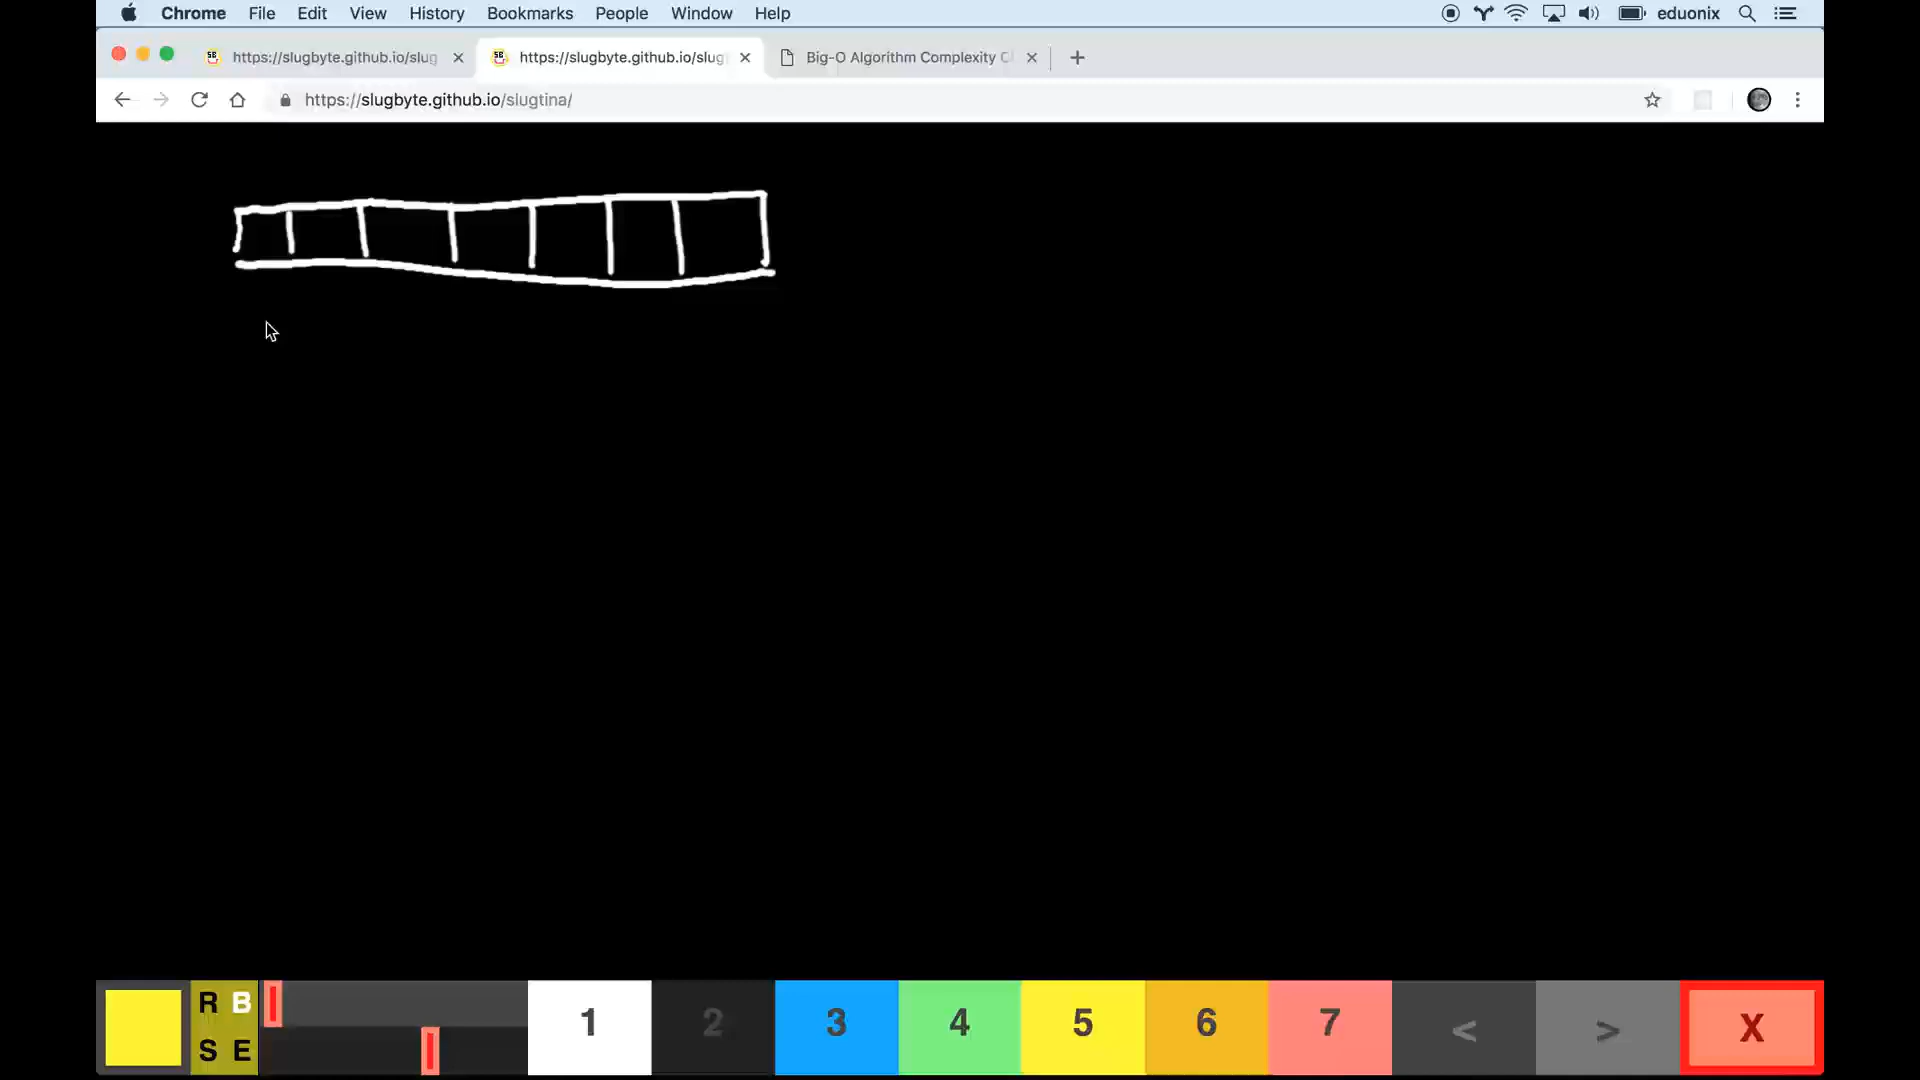 Chrome File Edit View History Bookmarks People Window Help eduonix
https://slugbyte.github.io/slug https://slugbyte.github.io/slug Big-O Algorithm Complexity C
https://slugbyte.github.io/slugtina/
R B
S E
1 2 3 4 5 6 7 < > X